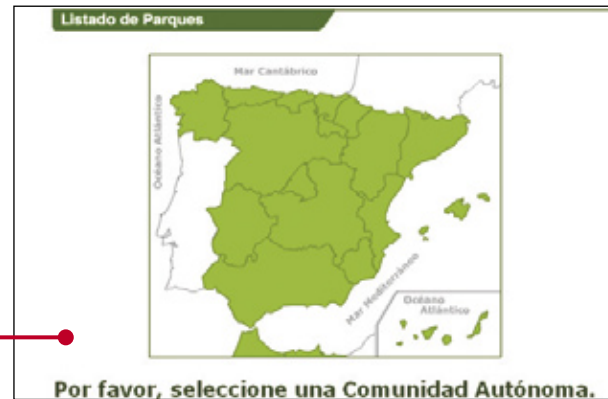 Listado de Parques
Mar Cantábrico
Océano Atlántico
Mar Mediterráneo
Océano
Atlántico
Por favor, seleccione una Comunidad Autónoma.